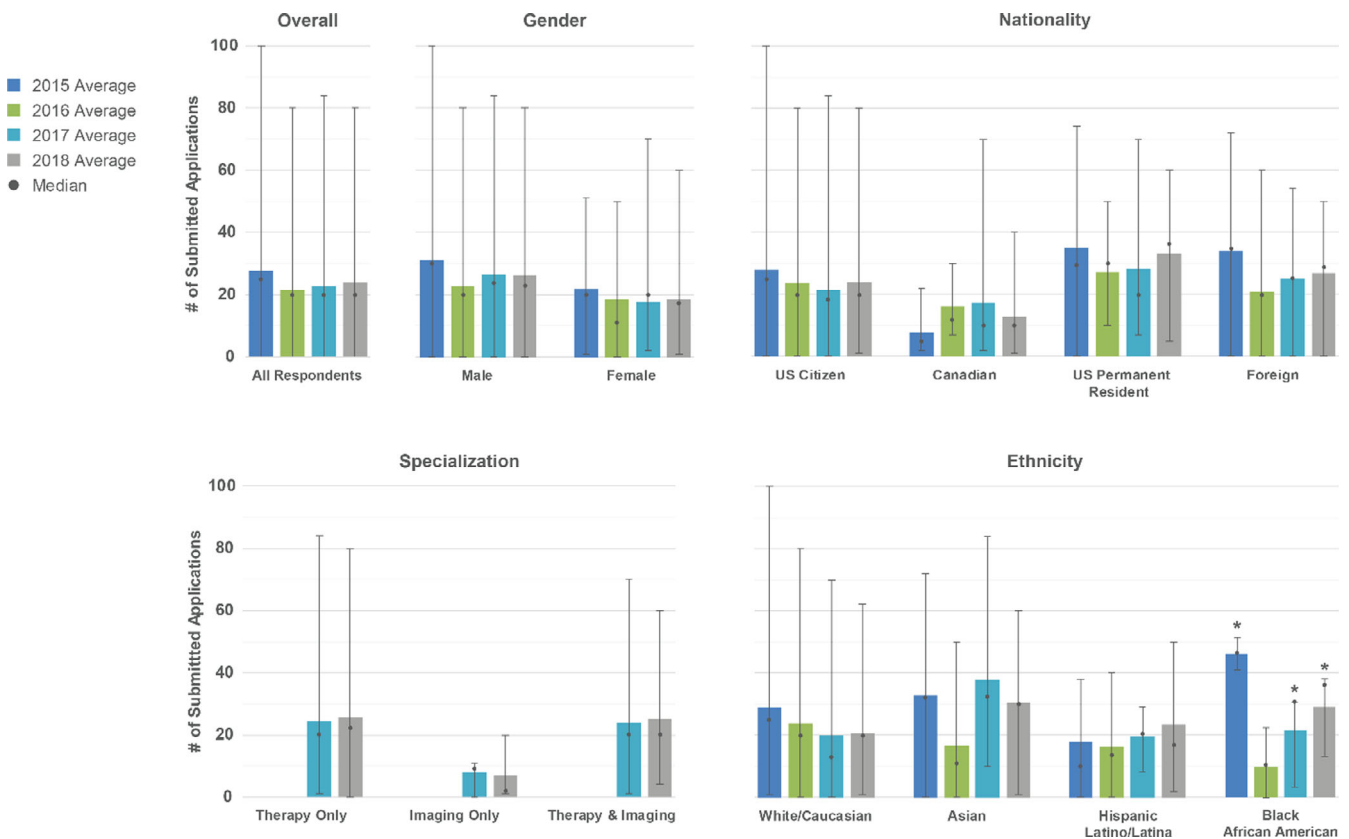 Overall
Gender
Nationality
2015 Average
2016 Average
2017 Average
2018 Average
Median
# of Submitted Applications
100
80
60
40
20
0
All Respondents
Male
Female
US Citizen
Canadian
US Permanent
Resident
Foreign
Specialization
Ethnicity
# of Submittted Applications
100
80
60
40
20
0
*
*
*
Therapy Only
Imaging Only
Therapy & Imaging
White/Caucasian
Asian
Hispanic
Latino/Latina
Black
African American